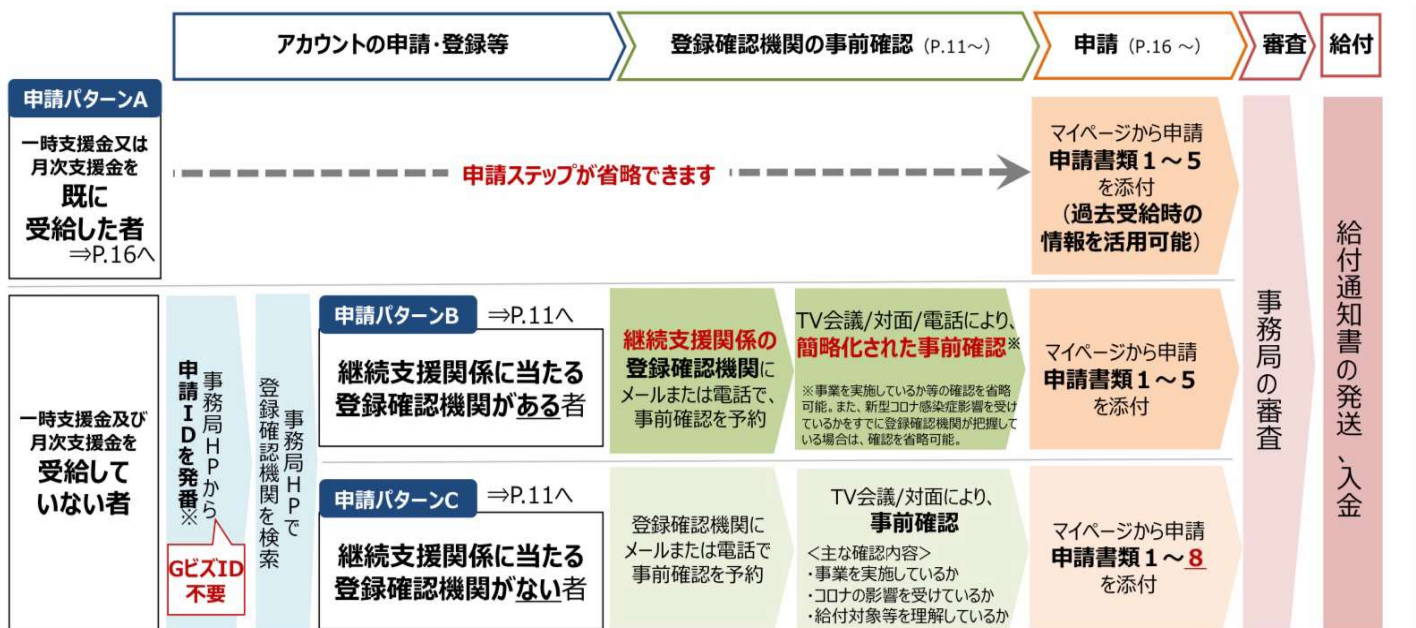 アカウントの申請・登録等
登録確認機関の事前確認（P.11～）
申請（P.16 ～）
審査
給付
申請パターンA
一時支援金又は
月次支援金を
既に
受給した者
⇒P.16へ
申請ステップが省略できます
マイページから申請
申請書類１～５
を添付
（過去受給時の
情報を活用可能）
一時支援金及び
月次支援金を
受給して
いない者
事務局HPから
申請IDを発番※
GビズID
不要
事務局HPで
登録確認機関を検索
申請パターンB
⇒P.11へ
継続支援関係に当たる
登録確認機関がある者
継続支援関係の
登録確認機関に
メールまたは電話で、
事前確認を予約
TV会議/対面/電話により、
簡略化された事前確認※
※事業を実施しているか等の確認を省略
可能。また、新型コロナ感染症影響を受け
ているかをすでに登録確認機関が把握して
いる場合は、確認を省略可能。
マイページから申請
申請書類１～５
を添付
申請パターンC
⇒P.11へ
継続支援関係に当たる
登録確認機関がない者
登録確認機関に
メールまたは電話で
事前確認を予約
TV会議/対面により、
事前確認
＜主な確認内容＞
・事業を実施しているか
・コロナの影響を受けているか
・給付対象等を理解しているか
マイページから申請
申請書類１～８
を添付
事務局の審査
給付通知書の発送、入金